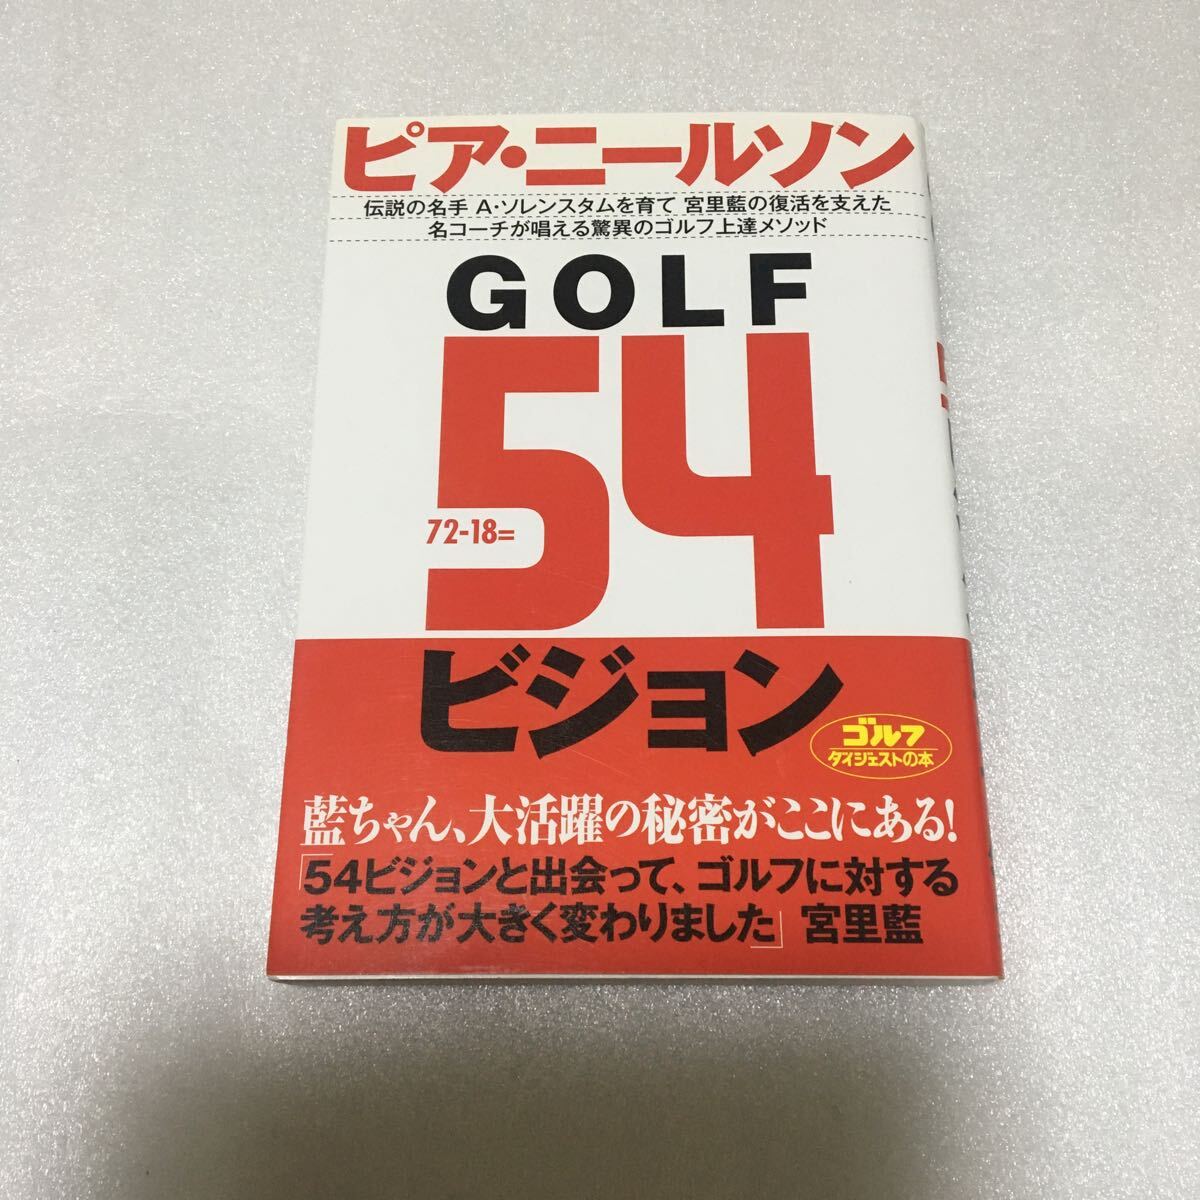 ピア・ニールソン
伝説の名手 A・ソレンスタムを育て 宮里藍の復活を支えた
名コーチが唱える驚異のゴルフ上達メソッド
GOLF
72-18=
54
ビジョン
ゴルフ
ダイジェストの本
藍ちゃん、大活躍の秘密がここにある!
「54ビジョンと出会って、ゴルフに対する
考え方が大きく変わりました」 宮里藍